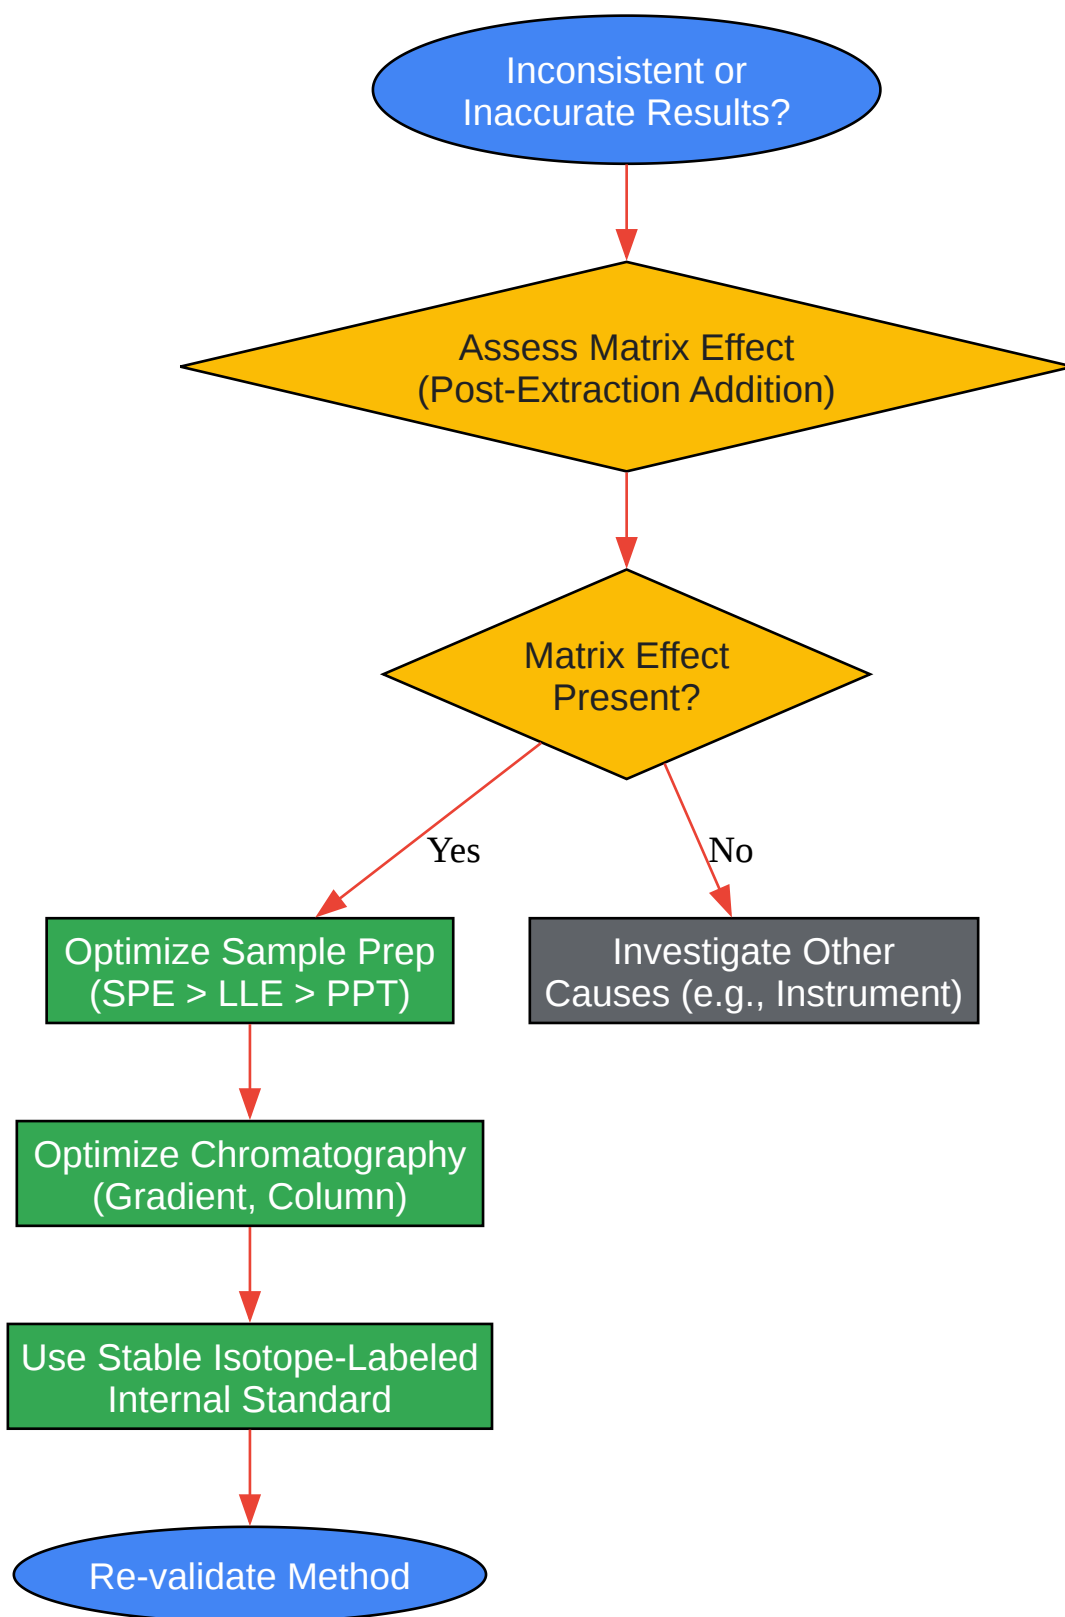 Inconsistent or
Inaccurate Results?
Assess Matrix Effect
(Post-Extraction Addition)
Matrix Effect
Present?
Yes
No
Optimize Sample Prep
(SPE > LLE > PPT)
Investigate Other
Causes (e.g., Instrument)
Optimize Chromatography
(Gradient, Column)
Use Stable Isotope-Labeled
Internal Standard
Re-validate Method